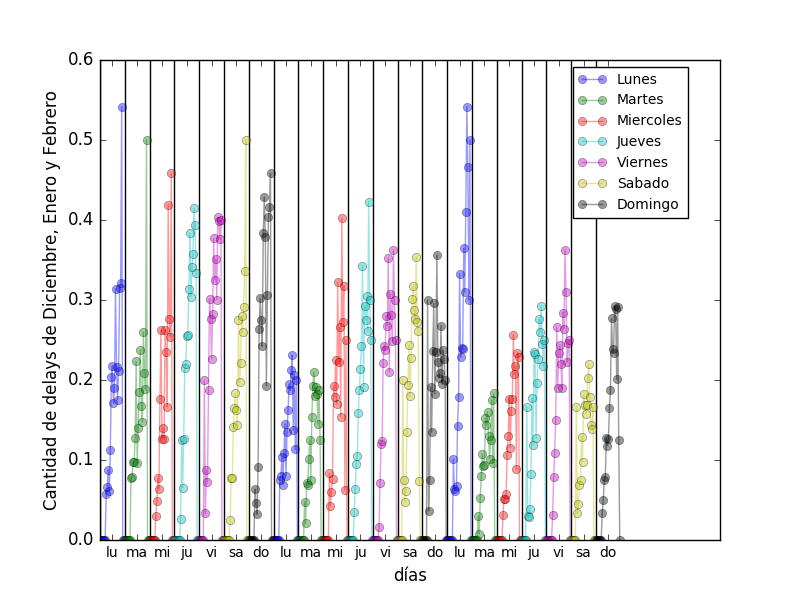 Cantidad de delays de Diciembre, Enero y Febrero
0.6
0.5
0.4
0.3
0.2
0.1
0.0
Lunes
Martes
Miercoles
Jueves
Viernes
Sabado
Domingo
lu ma mi ju vi sa do lu ma mi ju vi sa do lu ma mi ju vi sa do
días